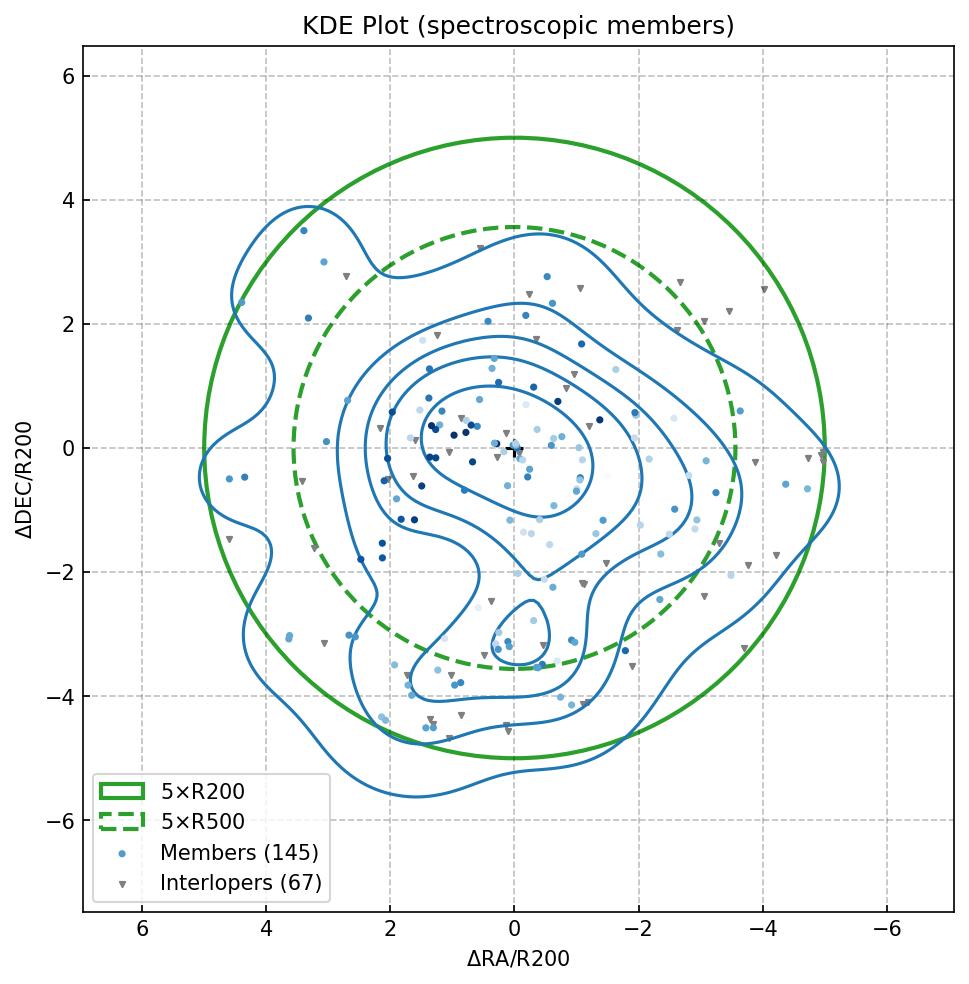 KDE Plot (spectroscopic members)
6
4
2
0
−2
−4
−6
ΔDEC/R200
5×R200
5×R500
Members (145)
Interlopers (67)
6
4
2
0
−2
−4
−6
ΔRA/R200